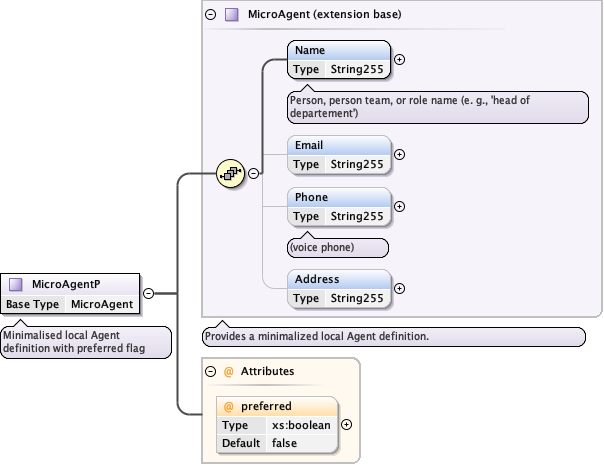 MicroAgent (extension base)
Name
Type String255
Person, person team, or role name (e. g., 'head of
departement')
Email
Type String255
Phone
Type String255
(voice phone)
Address
Type String255
MicroAgentP
Base Type MicroAgent
Minimalised local Agent
definition with preferred flag
Provides a minimalized local Agent definition.
@ Attributes
@ preferred
Type xs:boolean
Default false